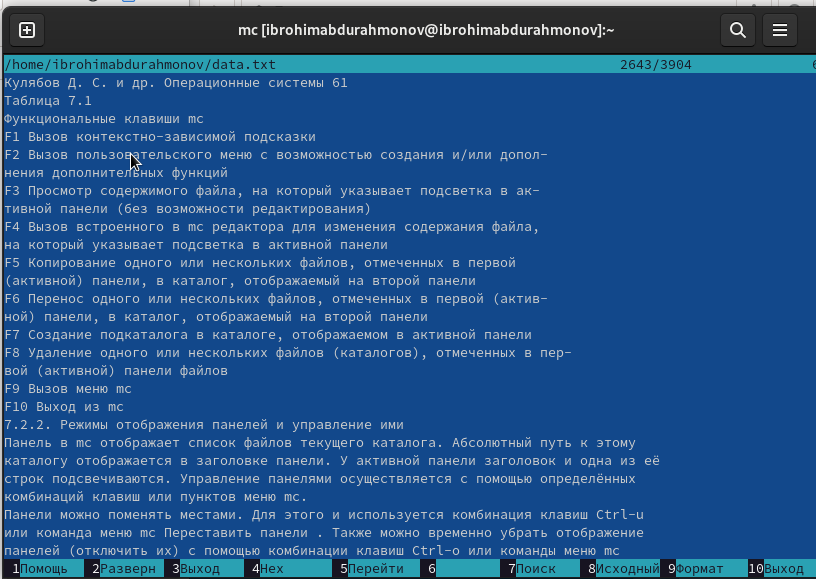 mc [ibrohimabdurahmonov@ibrohimabdurahmonov]:~
/home/ibrohimabdurahmonov/data.txt 2643/3904
Кулябов Д. С. и др. Операционные системы 61
Таблица 7.1
Функциональные клавиши mc
F1 Вызов контекстно-зависимой подсказки
F2 Вызов пользовательского меню с возможностью создания и/или допол-
нения дополнительных функций
F3 Просмотр содержимого файла, на который указывает подсветка в ак-
тивной панели (без возможности редактирования)
F4 Вызов встроенного в mc редактора для изменения содержания файла,
на который указывает подсветка в активной панели
F5 Копирование одного или нескольких файлов, отмеченных в первой
(активной) панели, в каталог, отображаемый на второй панели
F6 Перенос одного или нескольких файлов, отмеченных в первой (актив-
ной) панели, в каталог, отображаемый на второй панели
F7 Создание подкаталога в каталоге, отображаемом в активной панели
F8 Удаление одного или нескольких файлов (каталогов), отмеченных в пер-
вой (активной) панели файлов
F9 Вызов меню mc
F10 Выход из mc
7.2.2. Режимы отображения панелей и управление ими
Панель в mc отображает список файлов текущего каталога. Абсолютный путь к этому
каталогу отображается в заголовке панели. У активной панели заголовок и одна из её
строк подсвечиваются. Управление панелями осуществляется с помощью определённых
комбинаций клавиш или пунктов меню mc.
Панели можно поменять местами. Для этого и используется комбинация клавиш Ctrl-u
или команда меню mc Переставить панели . Также можно временно убрать отображение
панелей (отключить их) с помощью комбинации клавиш Ctrl-o или команды меню mc
1Помощь 2Разверн 3Выход 4Hex 5Перейти 6 7Поиск 8Исходный 9Формат 10Выход